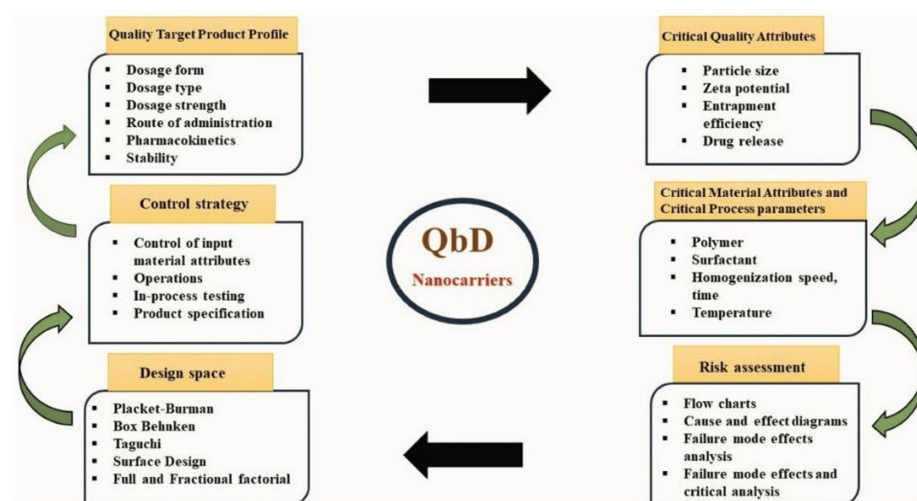 Quality Target Product Profile
▪ Dosage form
▪ Dosage type
▪ Dosage strength
▪ Route of administration
▪ Pharmacokinetics
▪ Stability
Critical Quality Attributes
▪ Particle size
▪ Zeta potential
▪ Entrapment
efficiency
▪ Drug release
Control strategy
▪ Control of input
material attributes
▪ Operations
▪ In-process testing
▪ Product specification
QbD
Nanocarriers
Critical Material Attributes and
Critical Process parameters
▪ Polymer
▪ Surfactant
▪ Homogenization speed,
time
▪ Temperature
Design space
▪ Placket-Burman
▪ Box Behnken
▪ Taguchi
▪ Surface Design
▪ Full and Fractional factorial
Risk assessment
▪ Flow charts
▪ Cause and effect diagrams
▪ Failure mode effects
analysis
▪ Failure mode effects and
critical analysis